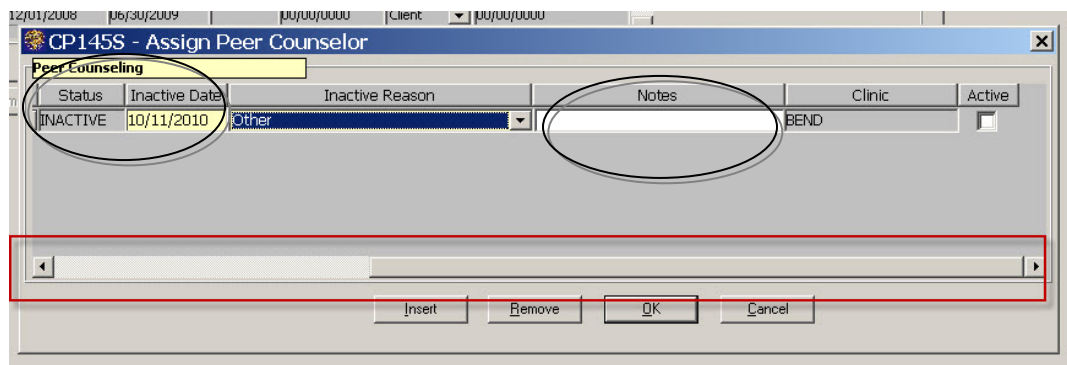 12/01/2008 06/30/2009 00/00/0000 Client 00/00/0000
CP145S - Assign Peer Counselor
Peer Counseling
Status Inactive Date Inactive Reason Notes Clinic Active
INACTIVE 10/11/2010 Other BEND
Insert Remove OK Cancel